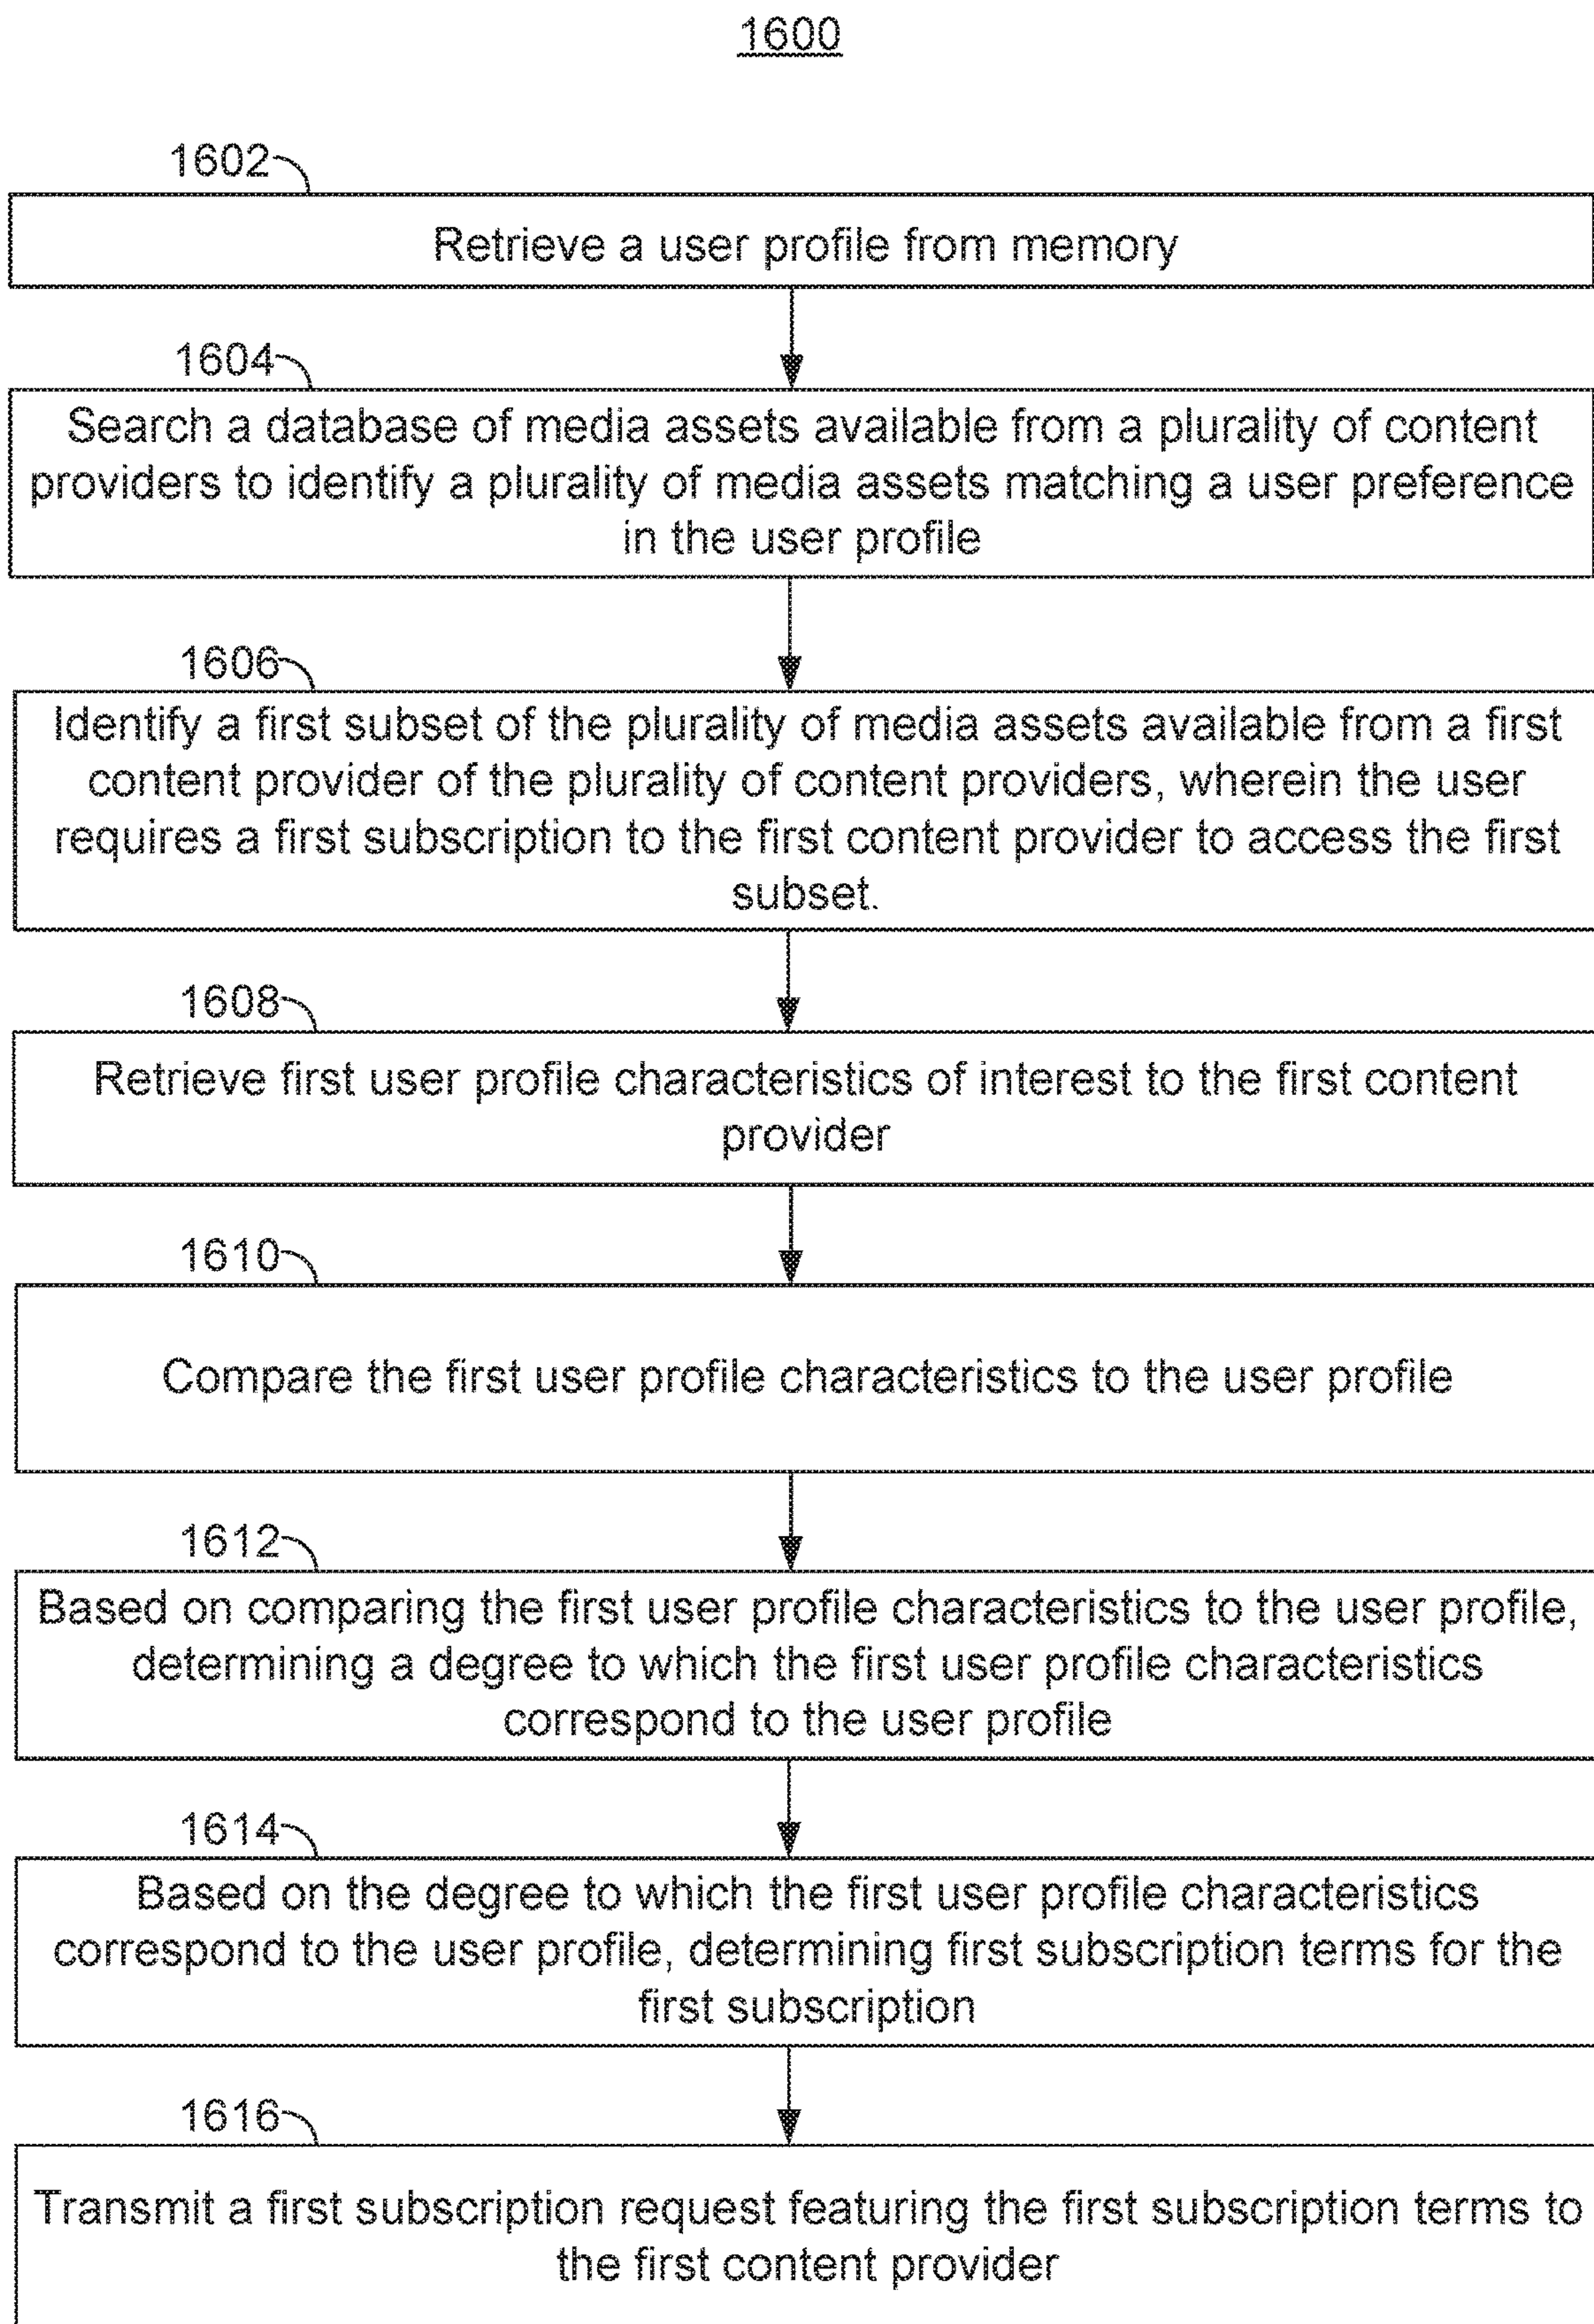 1600
1602
Retrieve a user profile from memory
1604
Search a database of media assets available from a plurality of content
providers to identify a plurality of media assets matching a user preference
in the user profile
1606
Identify a first subset of the plurality of media assets available from a first
content provider of the plurality of content providers, wherein the user
requires a first subscription to the first content provider to access the first
subset.
1608
Retrieve first user profile characteristics of interest to the first content
provider
1610
Compare the first user profile characteristics to the user profile
1612
Based on comparing the first user profile characteristics to the user profile,
determining a degree to which the first user profile characteristics
correspond to the user profile
1614
Based on the degree to which the first user profile characteristics
correspond to the user profile, determining first subscription terms for the
first subscription
1616
Transmit a first subscription request featuring the first subscription terms to
the first content provider